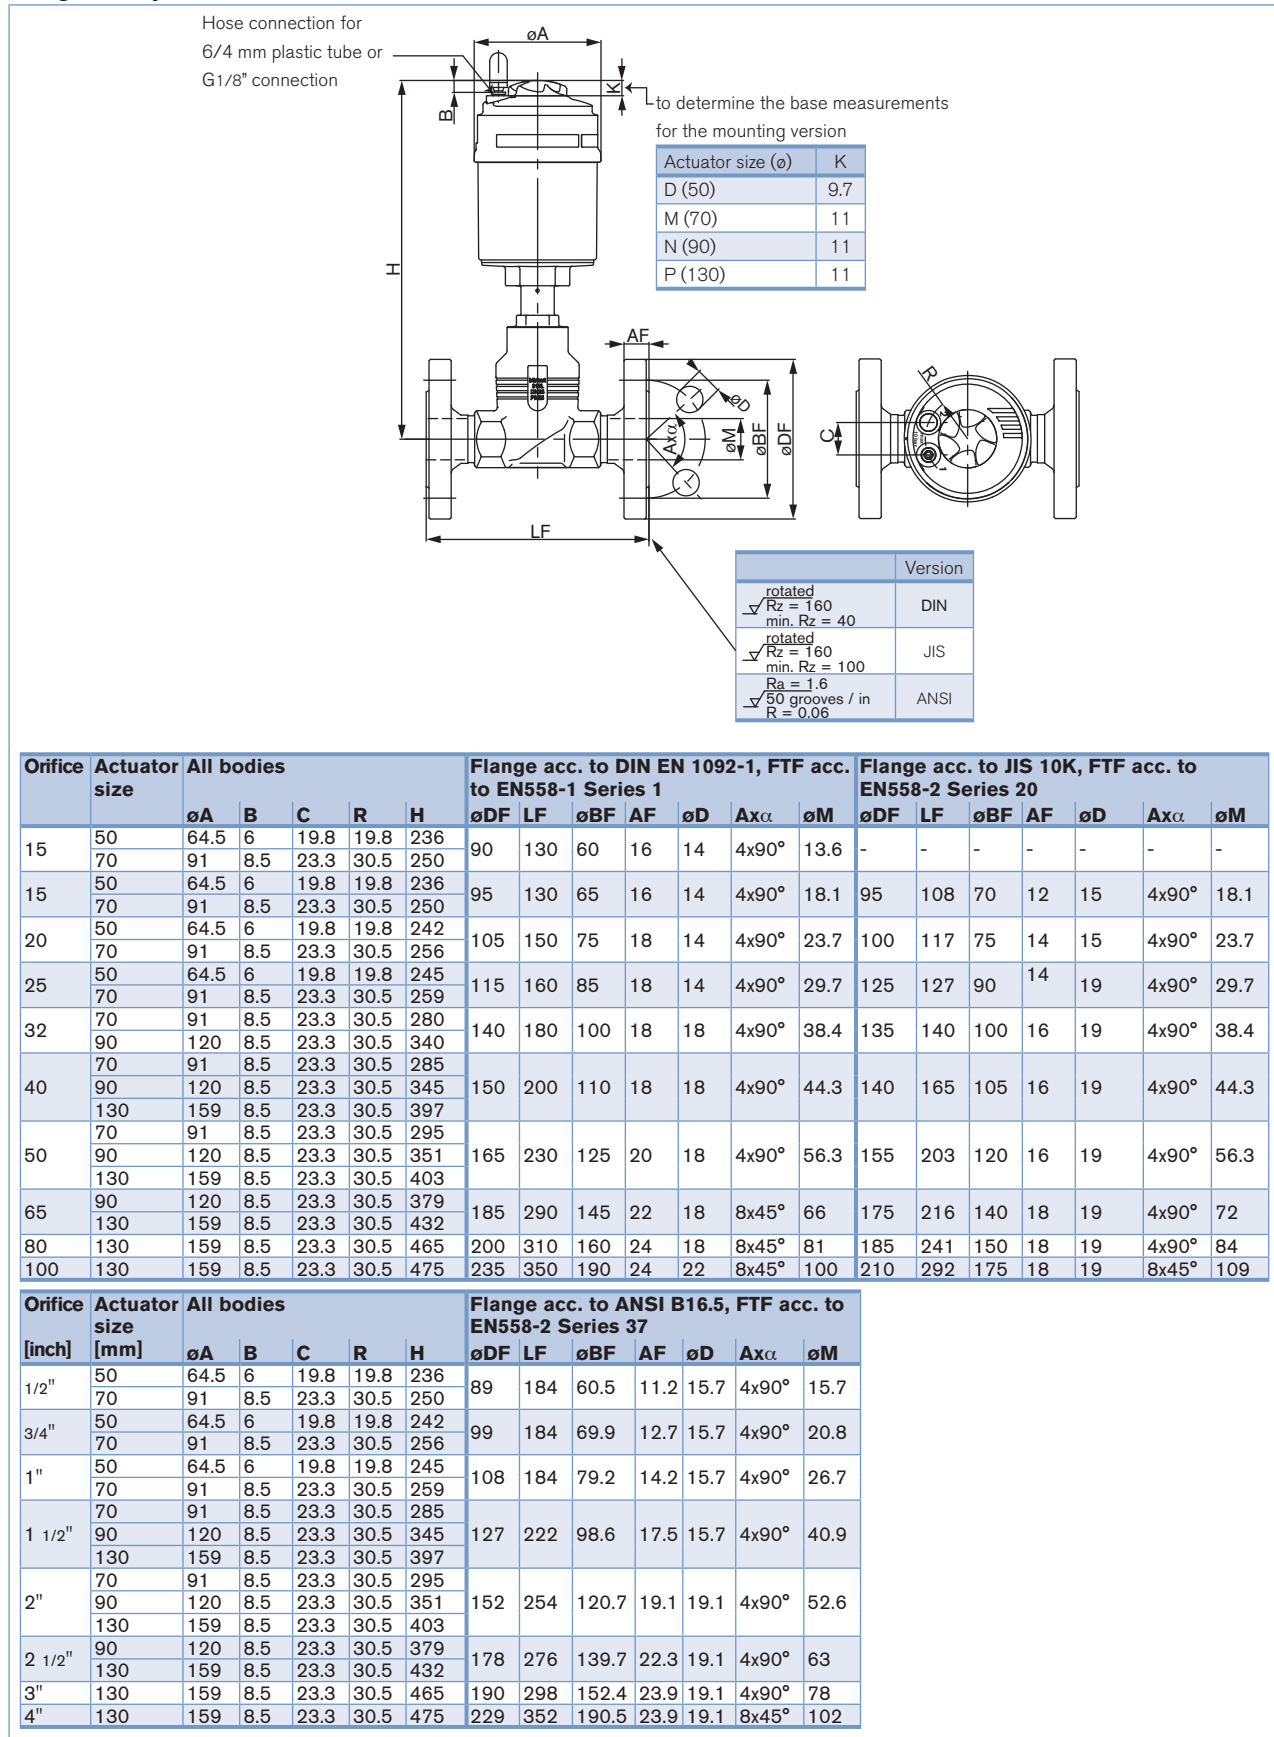 Hose connection for
6/4 mm plastic tube or
G1/8" connection
øA
K
B
to determine the base measurements
for the mounting version
Actuator size (ø) K
D (50) 9.7
M (70) 11
N (90) 11
P (130) 11
H
AF
øD
Axα
øM
øBF
øDF
LF
R
C
2
1
Version
rotated
Rz = 160
min. Rz = 40
DIN
rotated
Rz = 160
min. Rz = 100
JIS
Ra = 1.6
50 grooves / in
R = 0.06
ANSI
Orifice Actuator size All bodies Flange acc. to DIN EN 1092-1, FTF acc. to EN558-1 Series 1 Flange acc. to JIS 10K, FTF acc. to EN558-2 Series 20
øA B C R H øDF LF øBF AF øD Axα øM øDF LF øBF AF øD Axα øM
15 50 64.5 6 19.8 19.8 236 90 130 60 16 14 4x90° 13.6 - - - - - - -
70 91 8.5 23.3 30.5 250
15 50 64.5 6 19.8 19.8 236 95 130 65 16 14 4x90° 18.1 95 108 70 12 15 4x90° 18.1
70 91 8.5 23.3 30.5 250
20 50 64.5 6 19.8 19.8 242 105 150 75 18 14 4x90° 23.7 100 117 75 14 15 4x90° 23.7
70 91 8.5 23.3 30.5 256
25 50 64.5 6 19.8 19.8 245 115 160 85 18 14 4x90° 29.7 125 127 90 14 19 4x90° 29.7
70 91 8.5 23.3 30.5 259
32 70 91 8.5 23.3 30.5 280 140 180 100 18 18 4x90° 38.4 135 140 100 16 19 4x90° 38.4
90 120 8.5 23.3 30.5 340
40 70 91 8.5 23.3 30.5 285 150 200 110 18 18 4x90° 44.3 140 165 105 16 19 4x90° 44.3
90 120 8.5 23.3 30.5 345
130 159 8.5 23.3 30.5 397
50 70 91 8.5 23.3 30.5 295 165 230 125 20 18 4x90° 56.3 155 203 120 16 19 4x90° 56.3
90 120 8.5 23.3 30.5 351
130 159 8.5 23.3 30.5 403
65 90 120 8.5 23.3 30.5 379 185 290 145 22 18 8x45° 66 175 216 140 18 19 4x90° 72
130 159 8.5 23.3 30.5 432
80 130 159 8.5 23.3 30.5 465 200 310 160 24 18 8x45° 81 185 241 150 18 19 4x90° 84
100 130 159 8.5 23.3 30.5 475 235 350 190 24 22 8x45° 100 210 292 175 18 19 8x45° 109
Orifice [inch] Actuator size [mm] All bodies Flange acc. to ANSI B16.5, FTF acc. to EN558-2 Series 37
øA B C R H øDF LF øBF AF øD Axα øM
1/2" 50 64.5 6 19.8 19.8 236 89 184 60.5 11.2 15.7 4x90° 15.7
70 91 8.5 23.3 30.5 250
3/4" 50 64.5 6 19.8 19.8 242 99 184 69.9 12.7 15.7 4x90° 20.8
70 91 8.5 23.3 30.5 256
1" 50 64.5 6 19.8 19.8 245 108 184 79.2 14.2 15.7 4x90° 26.7
70 91 8.5 23.3 30.5 259
1 1/2" 70 91 8.5 23.3 30.5 285 127 222 98.6 17.5 15.7 4x90° 40.9
90 120 8.5 23.3 30.5 345
130 159 8.5 23.3 30.5 397
2" 70 91 8.5 23.3 30.5 295 152 254 120.7 19.1 19.1 4x90° 52.6
90 120 8.5 23.3 30.5 351
130 159 8.5 23.3 30.5 403
2 1/2" 90 120 8.5 23.3 30.5 379 178 276 139.7 22.3 19.1 4x90° 63
130 159 8.5 23.3 30.5 432
3" 130 159 8.5 23.3 30.5 465 190 298 152.4 23.9 19.1 4x90° 78
4" 130 159 8.5 23.3 30.5 475 229 352 190.5 23.9 19.1 8x45° 102